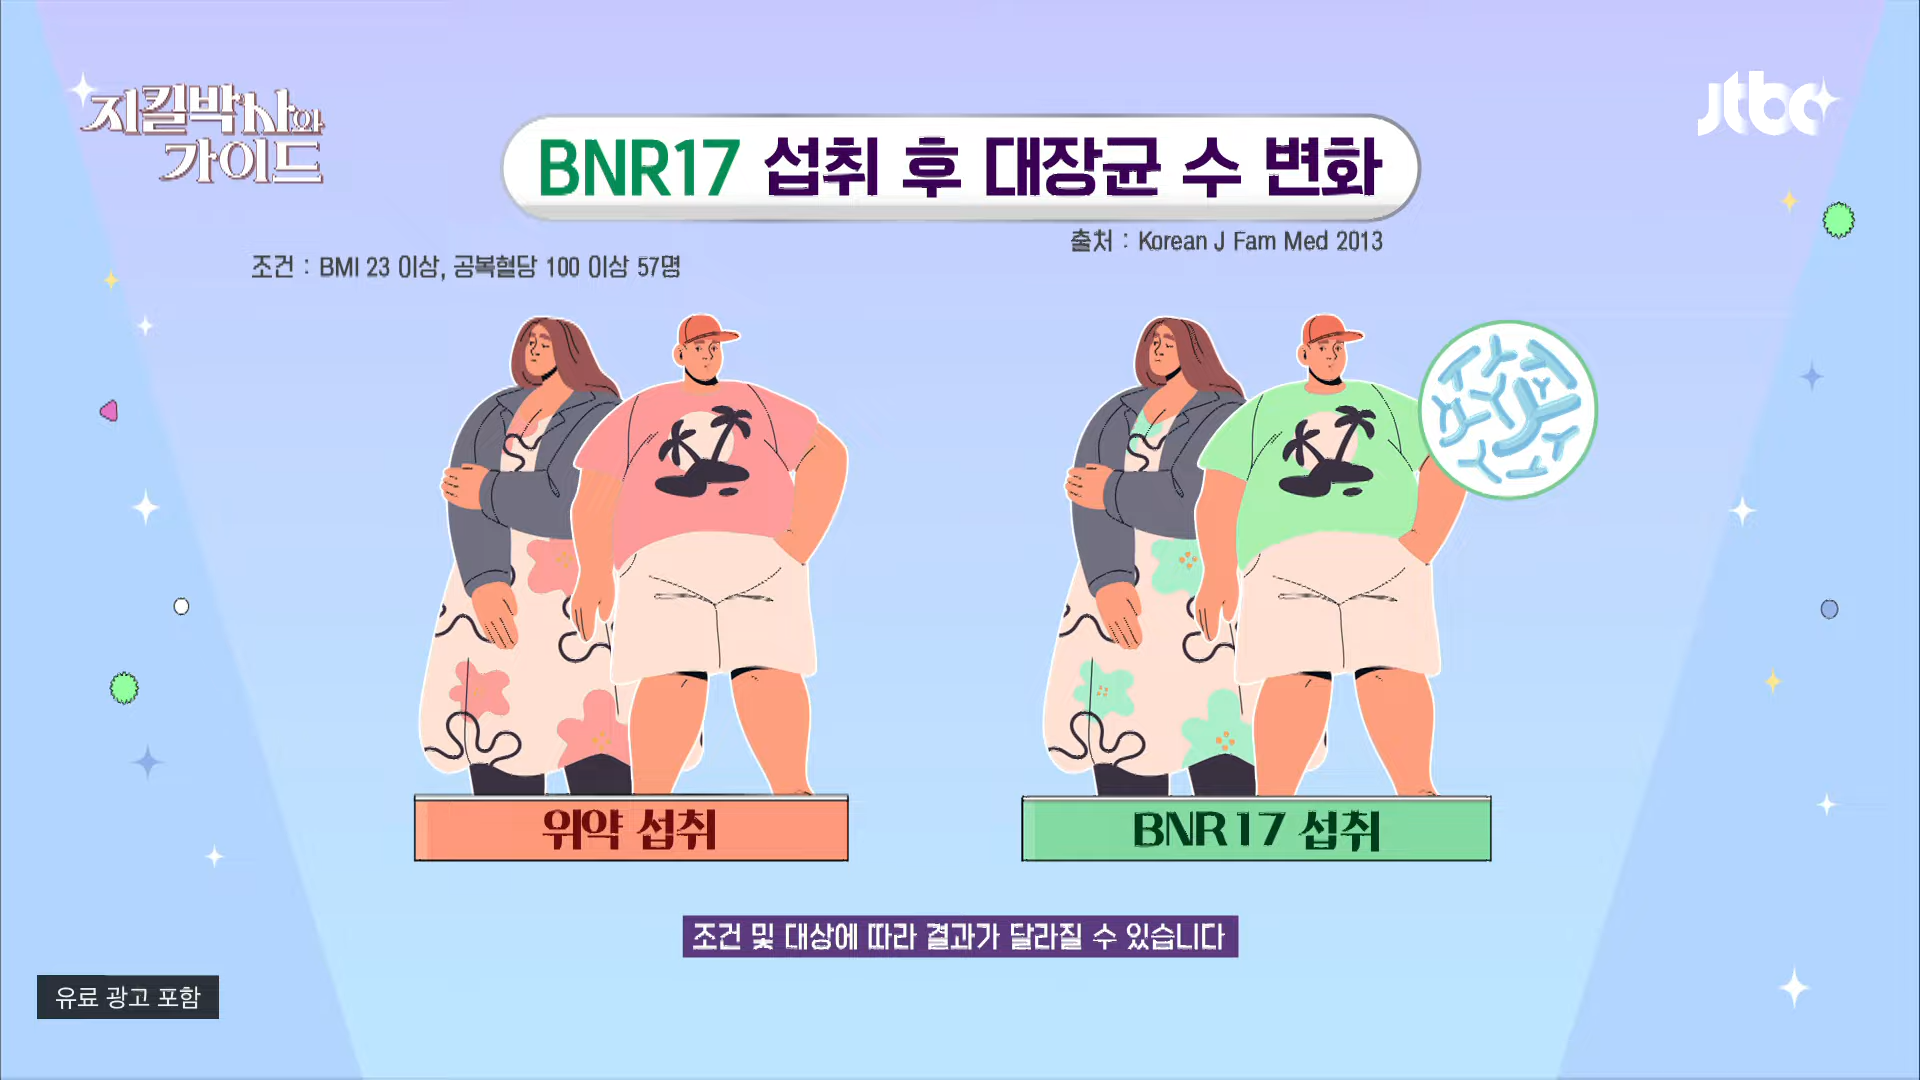 지킬박사와
가이드
jtbc
BNR17 섭취 후 대장균 수 변화
출처 : Korean J Fam Med 2013
조건 : BMI 23 이상, 공복혈당 100 이상 57명
위약 섭취
BNR17 섭취
조건 및 대상에 따라 결과가 달라질 수 있습니다
유료 광고 포함